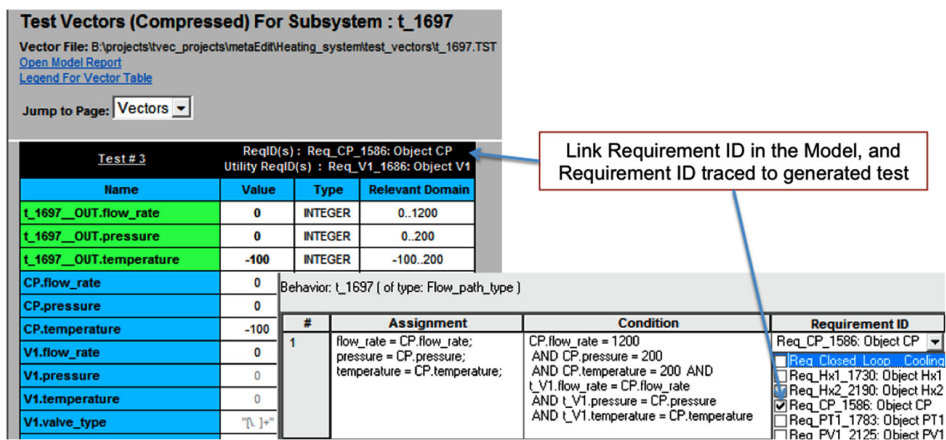 Test Vectors (Compressed) For Subsystem : t_1697
Vector File: B:\projects\tvec_projects\metaEdit\Heating_system\test_vectors\t_1697.TST
Open Model Report
Legend For Vector Table
Jump to Page: Vectors
Test # 3
ReqID(s) : Req_CP_1586: Object CP
Utility ReqID(s) : Req_V1_1686: Object V1
Name Value Type Relevant Domain
t_1697__OUT.flow_rate 0 INTEGER 0..1200
t_1697__OUT.pressure 0 INTEGER 0..200
t_1697__OUT.temperature -100 INTEGER -100..200
CP.flow_rate 0
CP.pressure 0
CP.temperature -100
V1.flow_rate 0
V1.pressure 0
V1.temperature 0
V1.valve_type "[\. ]+"
Link Requirement ID in the Model, and
Requirement ID traced to generated test
Behavior: t_1697 ( of type: Flow_path_type )
# Assignment Condition Requirement ID
1
flow_rate = CP.flow_rate;
pressure = CP.pressure;
temperature = CP.temperature;
CP.flow_rate = 1200
AND CP.pressure = 200
AND CP.temperature = 200 AND
t_V1.flow_rate = CP.flow_rate
AND t_V1.pressure = CP.pressure
AND t_V1.temperature = CP.temperature
Req_CP_1586: Object CP
Req_Closed_Loop__Cooling
Req_Hx1_1730: Object Hx1
Req_Hx2_2190: Object Hx2
Req_CP_1586: Object CP
Req_PT1_1783: Object PT1
Req_PV1_2125: Object PV1